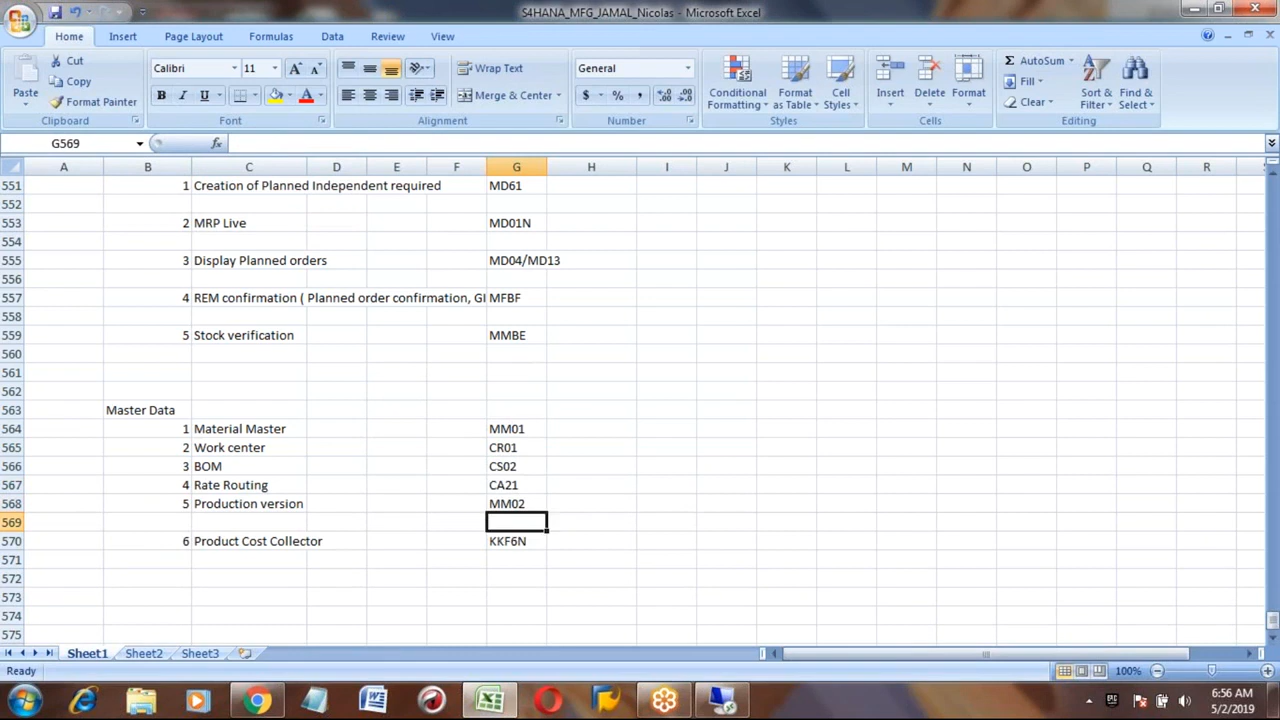 S4HANA_MFG_JAMAL_Nicolas - Microsoft Excel
Home Insert Page Layout Formulas Data Review View
Paste Cut Copy Format Painter Clipboard
Calibri 11 A A B I U A Font
Wrap Text Merge & Center Alignment
General $ % , .0 .00 .00 .0 Number
Conditional Formatting Format as Table Cell Styles Styles
Insert Delete Format Cells
Σ AutoSum Fill Clear Sort & Filter Find & Select Editing
G569 fx
A B C D E F G H I J K L M N O P Q R
551 1 Creation of Planned Independent required MD61
552
553 2 MRP Live MD01N
554
555 3 Display Planned orders MD04/MD13
556
557 4 REM confirmation ( Planned order confirmation, GI MFBF
558
559 5 Stock verification MMBE
560
561
562
563 Master Data
564 1 Material Master MM01
565 2 Work center CR01
566 3 BOM CS02
567 4 Rate Routing CA21
568 5 Production version MM02
569
570 6 Product Cost Collector KKF6N
571
572
573
574
575
Sheet1 Sheet2 Sheet3
Ready 100%
6:56 AM
5/2/2019